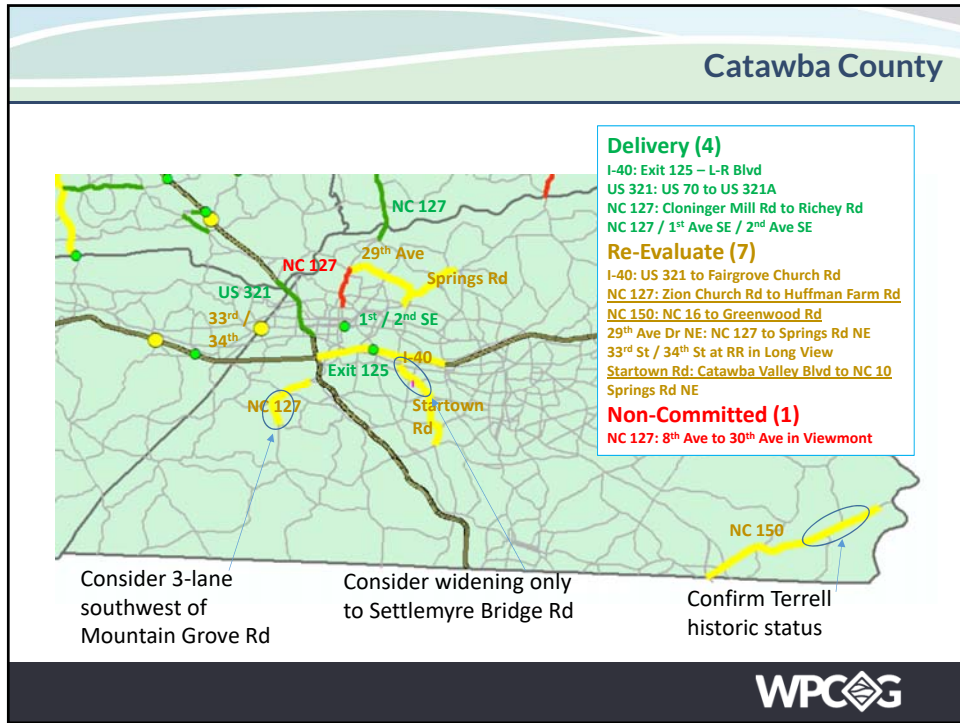 Catawba County
Delivery (4)
I-40: Exit 125 – L-R Blvd
US 321: US 70 to US 321A
NC 127: Cloninger Mill Rd to Richey Rd
NC 127 / 1st Ave SE / 2nd Ave SE
Re-Evaluate (7)
I-40: US 321 to Fairgrove Church Rd
NC 127: Zion Church Rd to Huffman Farm Rd
NC 150: NC 16 to Greenwood Rd
29th Ave Dr NE: NC 127 to Springs Rd NE
33rd St / 34th St at RR in Long View
Startown Rd: Catawba Valley Blvd to NC 10
Springs Rd NE
Non-Committed (1)
NC 127: 8th Ave to 30th Ave in Viewmont
NC 127
29th Ave
NC 127
Springs Rd
US 321
33rd /
34th
1st / 2nd SE
I-40
Exit 125
NC 127
Startown
Rd
NC 150
Consider 3-lane
southwest of
Mountain Grove Rd
Consider widening only
to Settlemyre Bridge Rd
Confirm Terrell
historic status
WPCOG